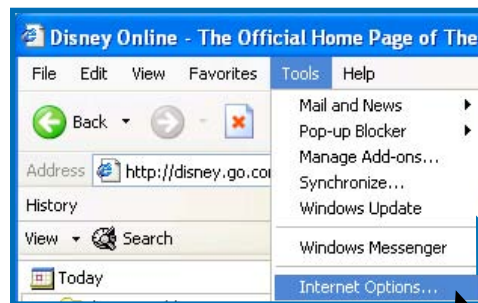 Disney Online - The Official Home Page of The
File Edit View Favorites Tools Help
Back
Address http://disney.go.co
History
View Search
Today
Mail and News
Pop-up Blocker
Manage Add-ons...
Synchronize...
Windows Update
Windows Messenger
Internet Options...